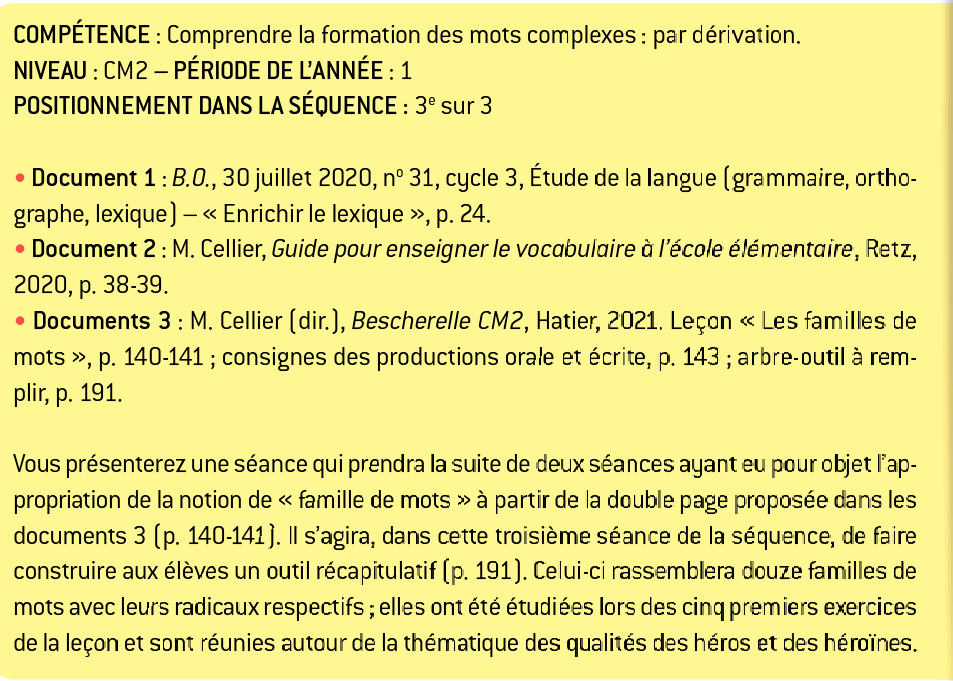 COMPÉTENCE : Comprendre la formation des mots complexes : par dérivation.
NIVEAU : CM2 – PÉRIODE DE L'ANNÉE : 1
POSITIONNEMENT DANS LA SÉQUENCE : 3e sur 3
• Document 1 : B.O., 30 juillet 2020, no 31, cycle 3, Étude de la langue (grammaire, ortho-
graphe, lexique) – « Enrichir le lexique », p. 24.
• Document 2 : M. Cellier, Guide pour enseigner le vocabulaire à l'école élémentaire, Retz,
2020, p. 38-39.
• Documents 3 : M. Cellier (dir.), Bescherelle CM2, Hatier, 2021. Leçon « Les familles de
mots », p. 140-141 ; consignes des productions orale et écrite, p. 143 ; arbre-outil à rem-
plir, p. 191.
Vous présenterez une séance qui prendra la suite de deux séances ayant eu pour objet l'ap-
propriation de la notion de « famille de mots » à partir de la double page proposée dans les
documents 3 (p. 140-141). Il s'agira, dans cette troisième séance de la séquence, de faire
construire aux élèves un outil récapitulatif (p. 191). Celui-ci rassemblera douze familles de
mots avec leurs radicaux respectifs ; elles ont été étudiées lors des cinq premiers exercices
de la leçon et sont réunies autour de la thématique des qualités des héros et des héroïnes.